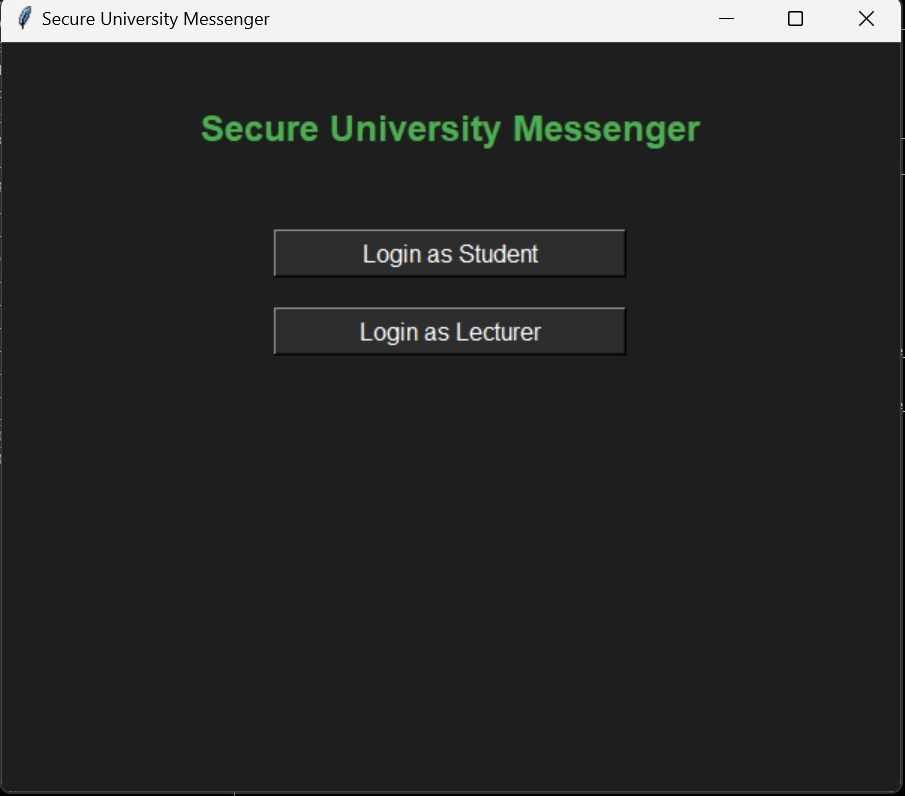 Secure University Messenger
Secure University Messenger
Login as Student
Login as Lecturer